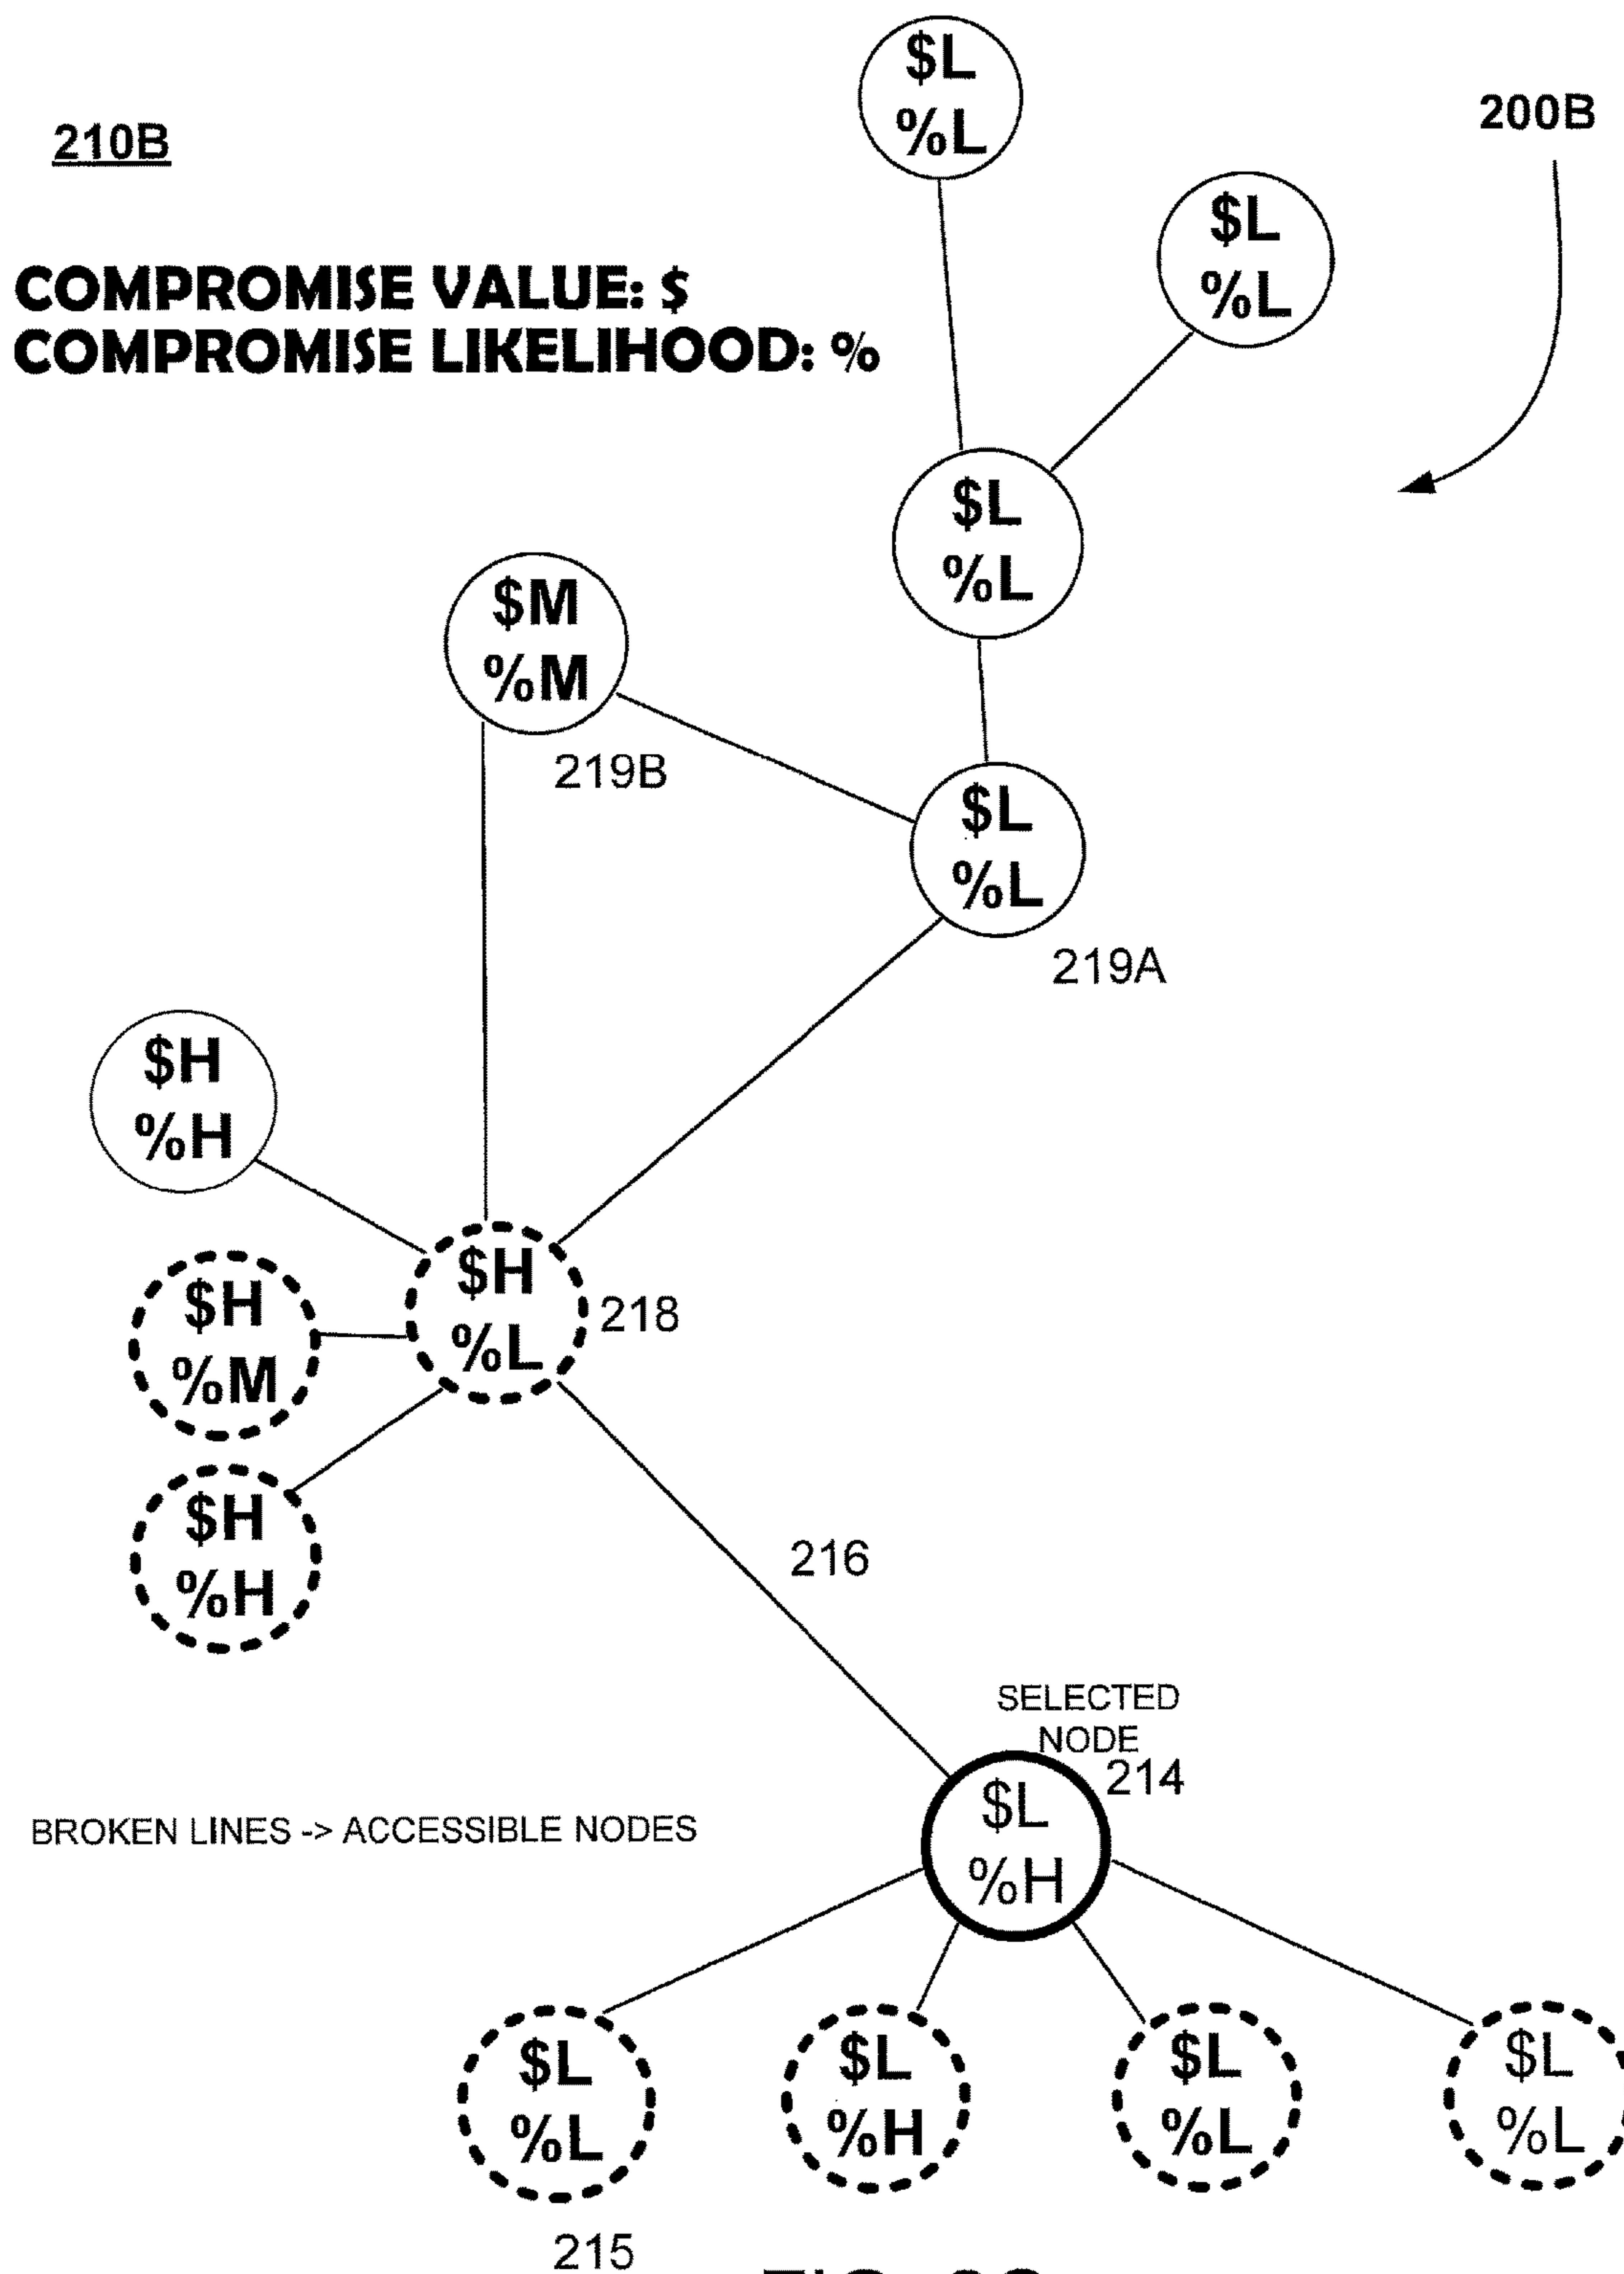 $L
%L
200B
210B
$L
%L
COMPROMISE VALUE: $
COMPROMISE LIKELIHOOD: %
$L
%L
$M
%M
219B
$L
%L
219A
$H
%H
$H
%L
218
$H
%M
$H
%H
216
SELECTED
NODE
214
$L
%H
BROKEN LINES -> ACCESSIBLE NODES
$L
%L
$L
%H
$L
%L
$L
%L
215